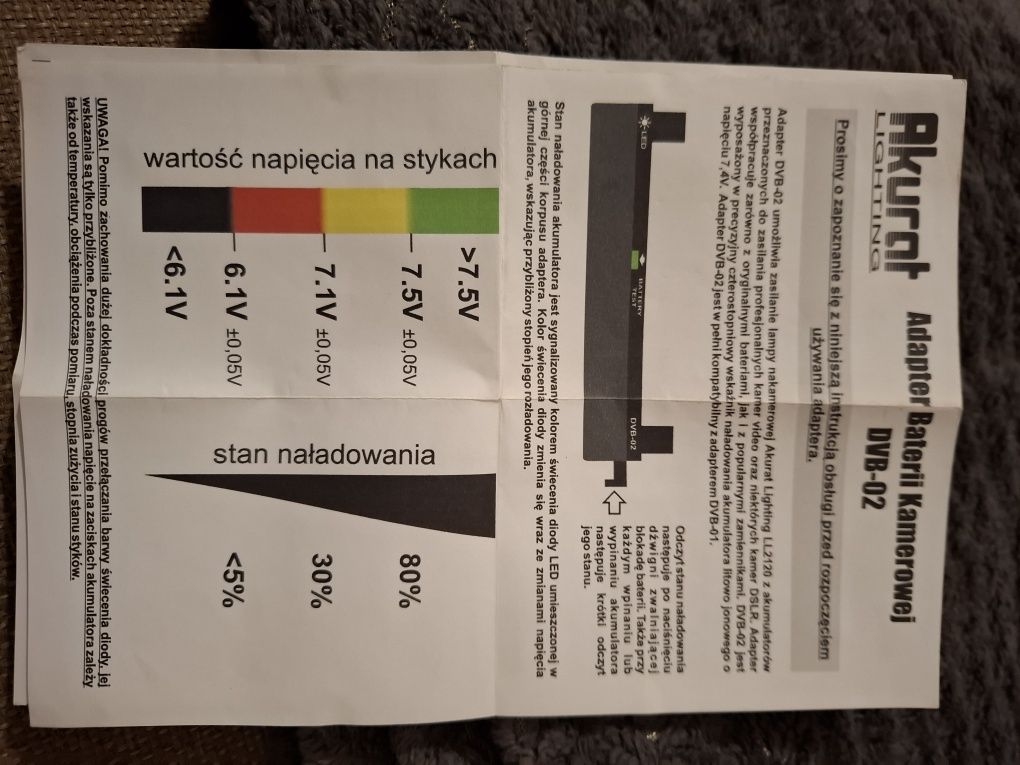 Akurat
LIGHTING
Adapter Baterii Kamerowej
DVB-02
Prosimy o zapoznanie się z niniejszą instrukcją obsługi przed rozpoczęciem
używania adaptera.
Adapter DVB-02 umożliwia zasilanie lampy nakamerowej Akurat Lighting LL2120 z akumulatorów
przeznaczonych do zasilania profesjonalnych kamer video oraz niektórych kamer DSLR. Adapter
współpracuje zarówno z oryginalnymi bateriami, jak i z popularnymi zamiennikami. DVB-02 jest
wyposażony w precyzyjny czterostopniowy wskaźnik naładowania akumulatora litowo jonowego o
napięciu 7,4V. Adapter DVB-02 jest w pełni kompatybilny z adapterem DVB-01.
LED
BATTERY
TEST
DVB-02
Odczyt stanu naładowania
następuje po naciśnięciu
dźwigni zwalniającej
blokadę baterii. Także przy
każdym wpinaniu lub
wypinaniu akumulatora
następuje krótki odczyt
jego stanu.
Stan naładowania akumulatora jest sygnalizowany kolorem świecenia diody LED umieszczonej w
górnej części korpusu adaptera. Kolor świecenia diody zmienia się wraz ze zmianami napięcia
akumulatora, wskazując przybliżony stopień jego rozładowania.
wartość napięcia na stykach
>7.5V
7.5V ±0,05V
7.1V ±0,05V
6.1V ±0,05V
<6.1V
stan naładowania
80%
30%
<5%
UWAGA! Pomimo zachowania dużej dokładności progów przełączania barwy świecenia diody, jej
wskazania są tylko przybliżone. Poza stanem naładowania napięcie na zaciskach akumulatora zależy
także od temperatury, obciążenia podczas pomiaru, stopnia zużycia i stanu styków.